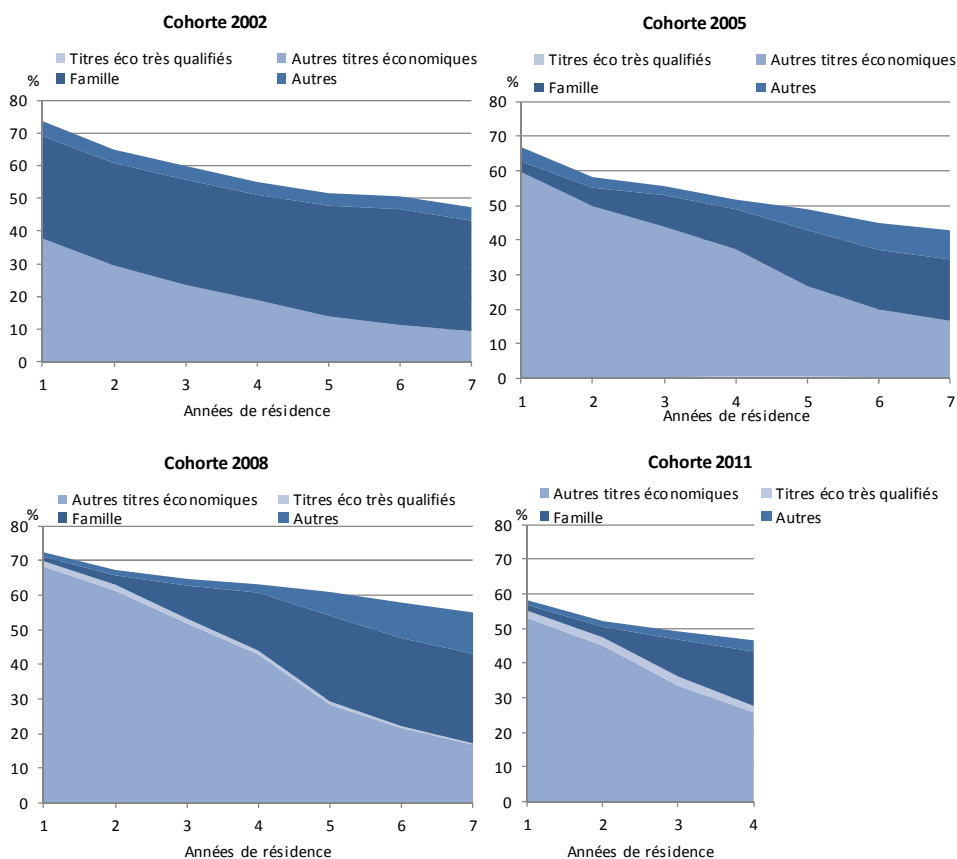 Cohorte 2002
Titres éco très qualifiés
Autres titres économiques
Famille
Autres
%
80
70
60
50
40
30
20
10
0
1 2 3 4 5 6 7
Années de résidence
Cohorte 2005
Titres éco très qualifiés
Autres titres économiques
Famille
Autres
%
80
70
60
50
40
30
20
10
0
1 2 3 4 5 6 7
Années de résidence
Cohorte 2008
Autres titres économiques
Titres éco très qualifiés
Famille
Autres
%
80
70
60
50
40
30
20
10
0
1 2 3 4 5 6 7
Années de résidence
Cohorte 2011
Autres titres économiques
Titres éco très qualifiés
Famille
Autres
%
80
70
60
50
40
30
20
10
0
1 2 3 4
Années de résidence